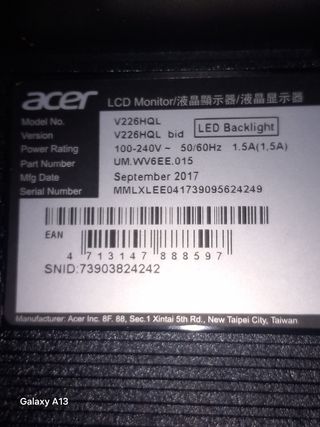 acer LCD Monitor/液晶顯示器/液晶显示器
Model No. V226HQL
Version V226HQL bid LED Backlight
Power Rating 100-240V ~ 50/60Hz 1.5A(1,5A)
Part Number UM.WV6EE.015
Mfg Date September 2017
Serial Number MMLXLEE041739095624249
EAN
4 713147 888597
SNID:73903824242
Manufacturer: Acer Inc. 8F. 88, Sec.1 Xintai 5th Rd., New Taipei City, Taiwan
Galaxy A13